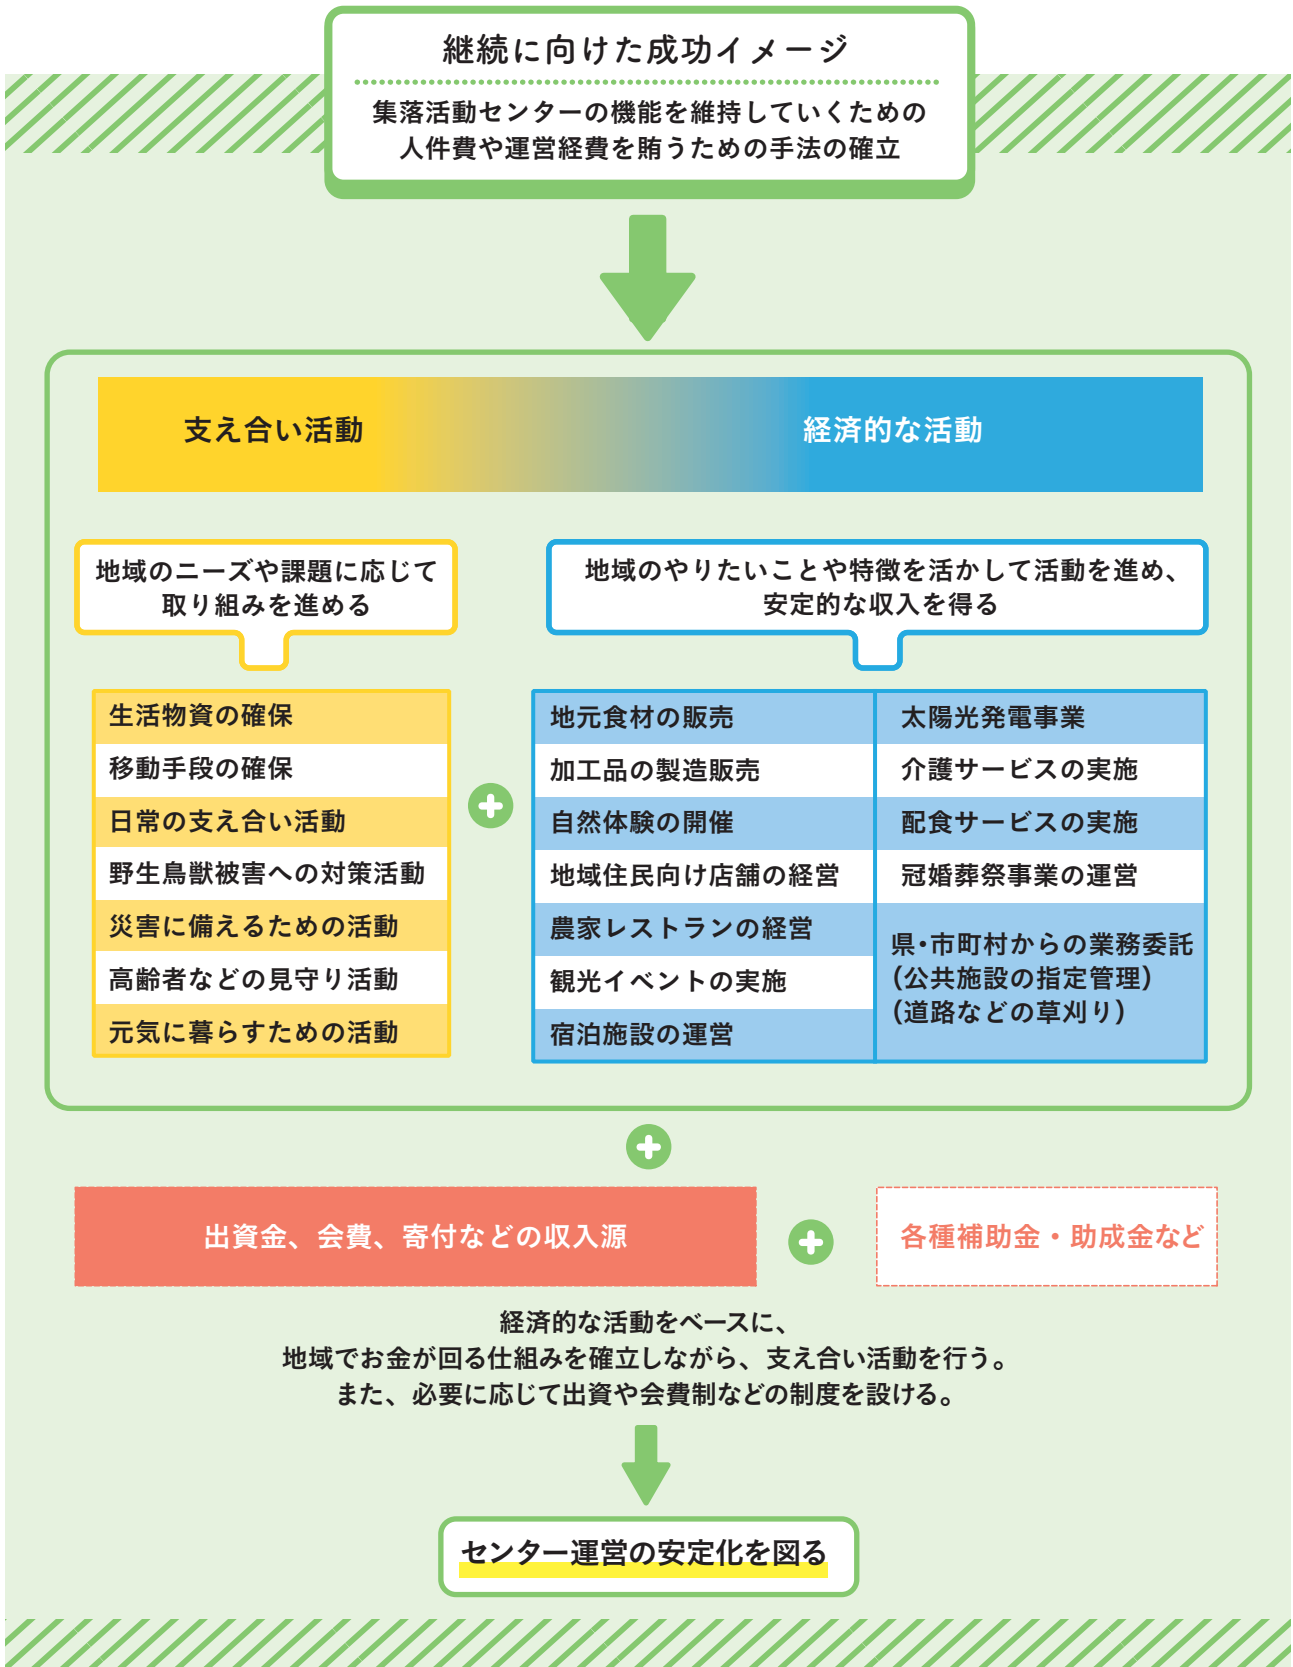 継続に向けた成功イメージ
集落活動センターの機能を維持していくための
人件費や運営経費を賄うための手法の確立
支え合い活動
経済的な活動
地域のニーズや課題に応じて
取り組みを進める
地域のやりたいことや特徴を活かして活動を進め、
安定的な収入を得る
生活物資の確保
移動手段の確保
日常の支え合い活動
野生鳥獣被害への対策活動
災害に備えるための活動
高齢者などの見守り活動
元気に暮らすための活動
地元食材の販売
加工品の製造販売
自然体験の開催
地域住民向け店舗の経営
農家レストランの経営
観光イベントの実施
宿泊施設の運営
太陽光発電事業
介護サービスの実施
配食サービスの実施
冠婚葬祭事業の運営
県・市町村からの業務委託
(公共施設の指定管理)
(道路などの草刈り)
出資金、会費、寄付などの収入源
各種補助金・助成金など
経済的な活動をベースに、
地域でお金が回る仕組みを確立しながら、支え合い活動を行う。
また、必要に応じて出資や会費制などの制度を設ける。
センター運営の安定化を図る